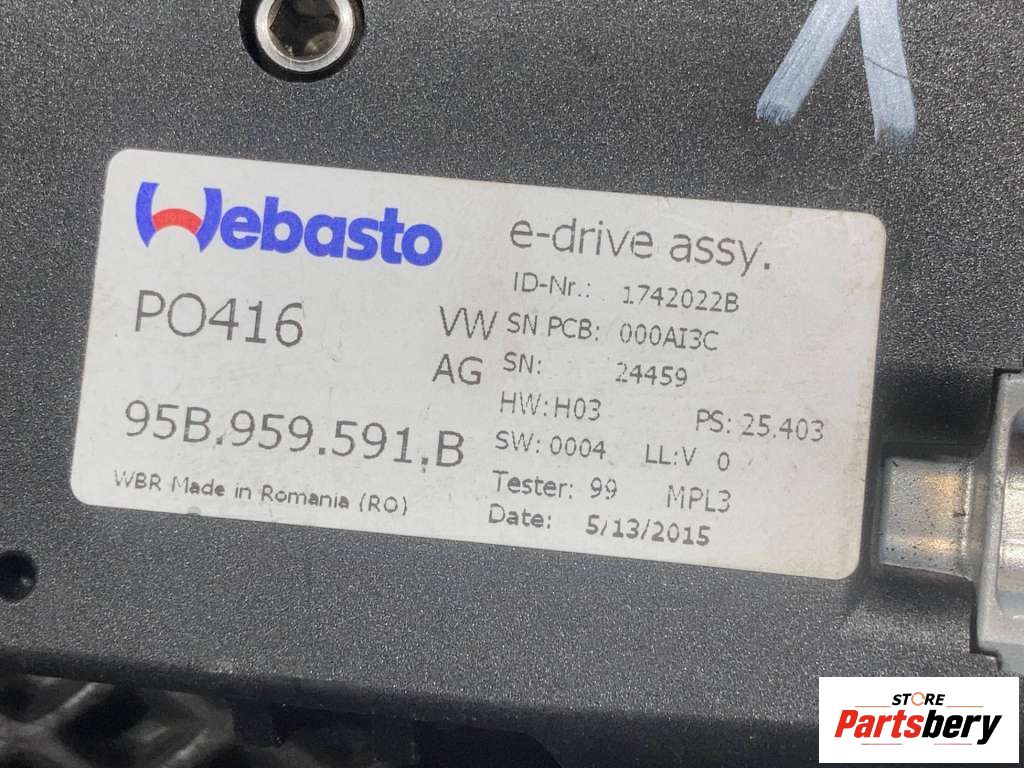 Webasto
PO416
VW
AG
95B.959.591.B
WBR Made in Romania (RO)
e-drive assy.
ID-Nr.: 1742022B
SN PCB: 000AI3C
SN: 24459
HW: H03 PS: 25.403
SW: 0004 LL:V 0
Tester: 99 MPL3
Date: 5/13/2015
STORE
Partsbery